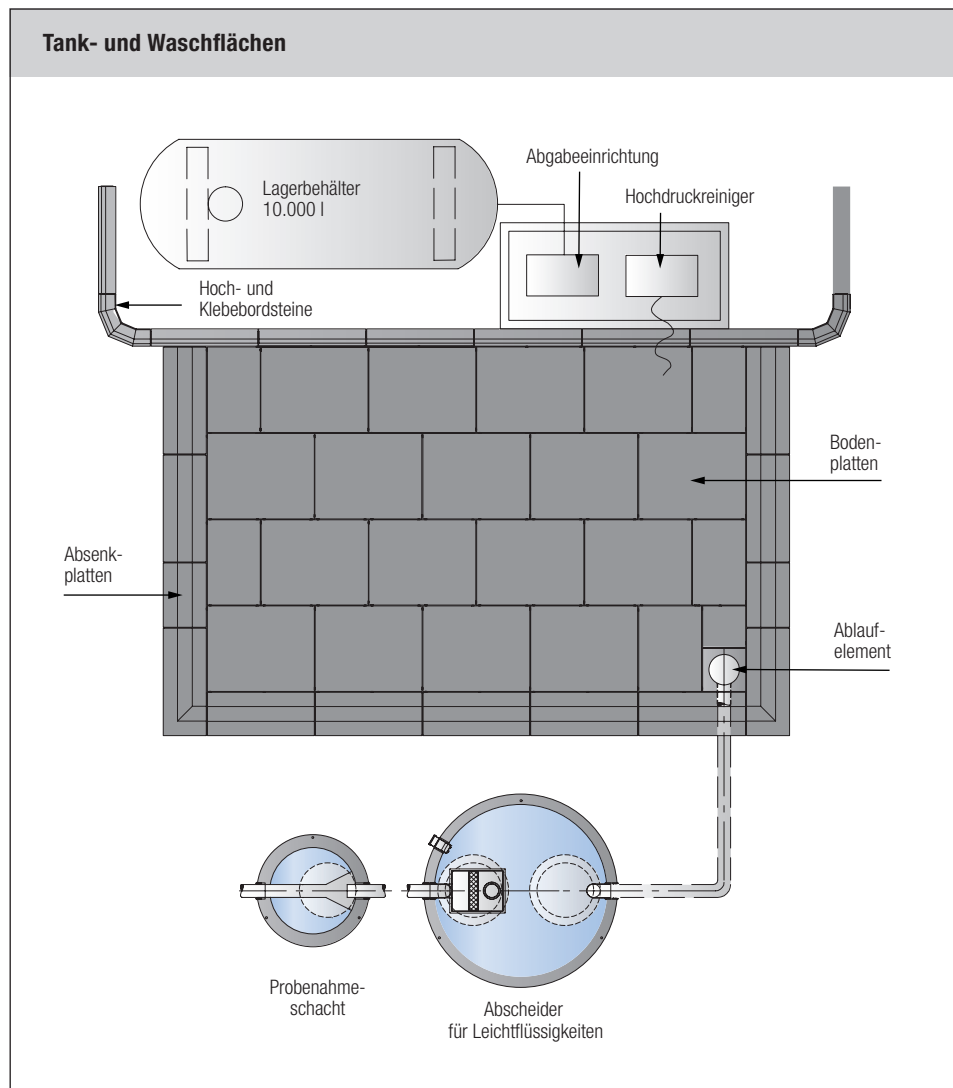 Tank- und Waschflächen
Abgabeeinrichtung
Hochdruckreiniger
Lagerbehälter
10.000 l
Hoch- und
Klebebordsteine
Boden-
platten
Absenk-
platten
Ablauf-
element
Probenahme-
schacht
Abscheider
für Leichtflüssigkeiten